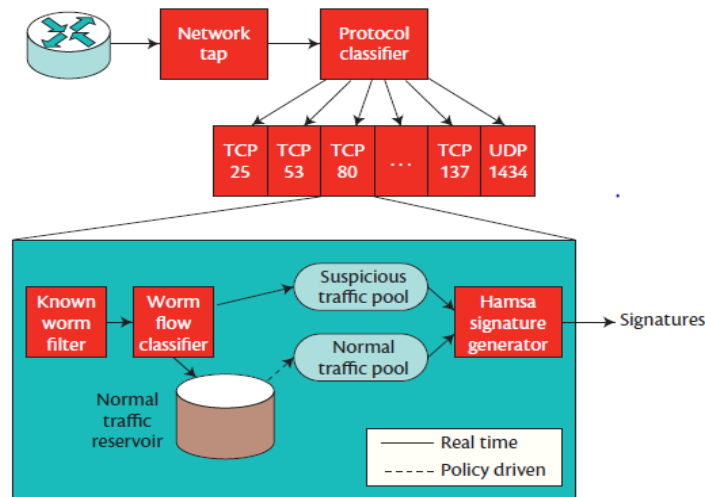 Network
tap
Protocol
classifier
TCP
25
TCP
53
TCP
80
...
TCP
137
UDP
1434
Known
worm
filter
Worm
flow
classifier
Suspicious
traffic pool
Normal
traffic pool
Hamsa
signature
generator
Signatures
Normal
traffic
reservoir
Real time
Policy driven